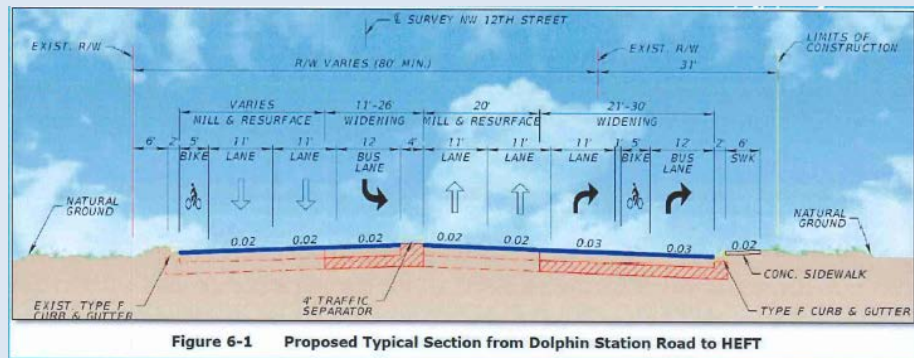 ℄ SURVEY NW 12TH STREET
EXIST. R/W
EXIST. R/W
LIMITS OF
CONSTRUCTION
R/W VARIES (80' MIN.)
31'
VARIES
MILL & RESURFACE
11'-26'
WIDENING
20'
MILL & RESURFACE
21'-30'
WIDENING
6' 2' 5' 11' 11' 12' 4' 11' 11' 11' 1' 5' 12' 2' 6'
BIKE LANE LANE BUS LANE LANE LANE BIKE BUS SWK
LANE LANE
NATURAL
GROUND
NATURAL
GROUND
0.02 0.02 0.02 0.02 0.02 0.03 0.03 0.02
CONC. SIDEWALK
EXIST. TYPE F
CURB & GUTTER
4' TRAFFIC
SEPARATOR
TYPE F CURB & GUTTER
Figure 6-1 Proposed Typical Section from Dolphin Station Road to HEFT